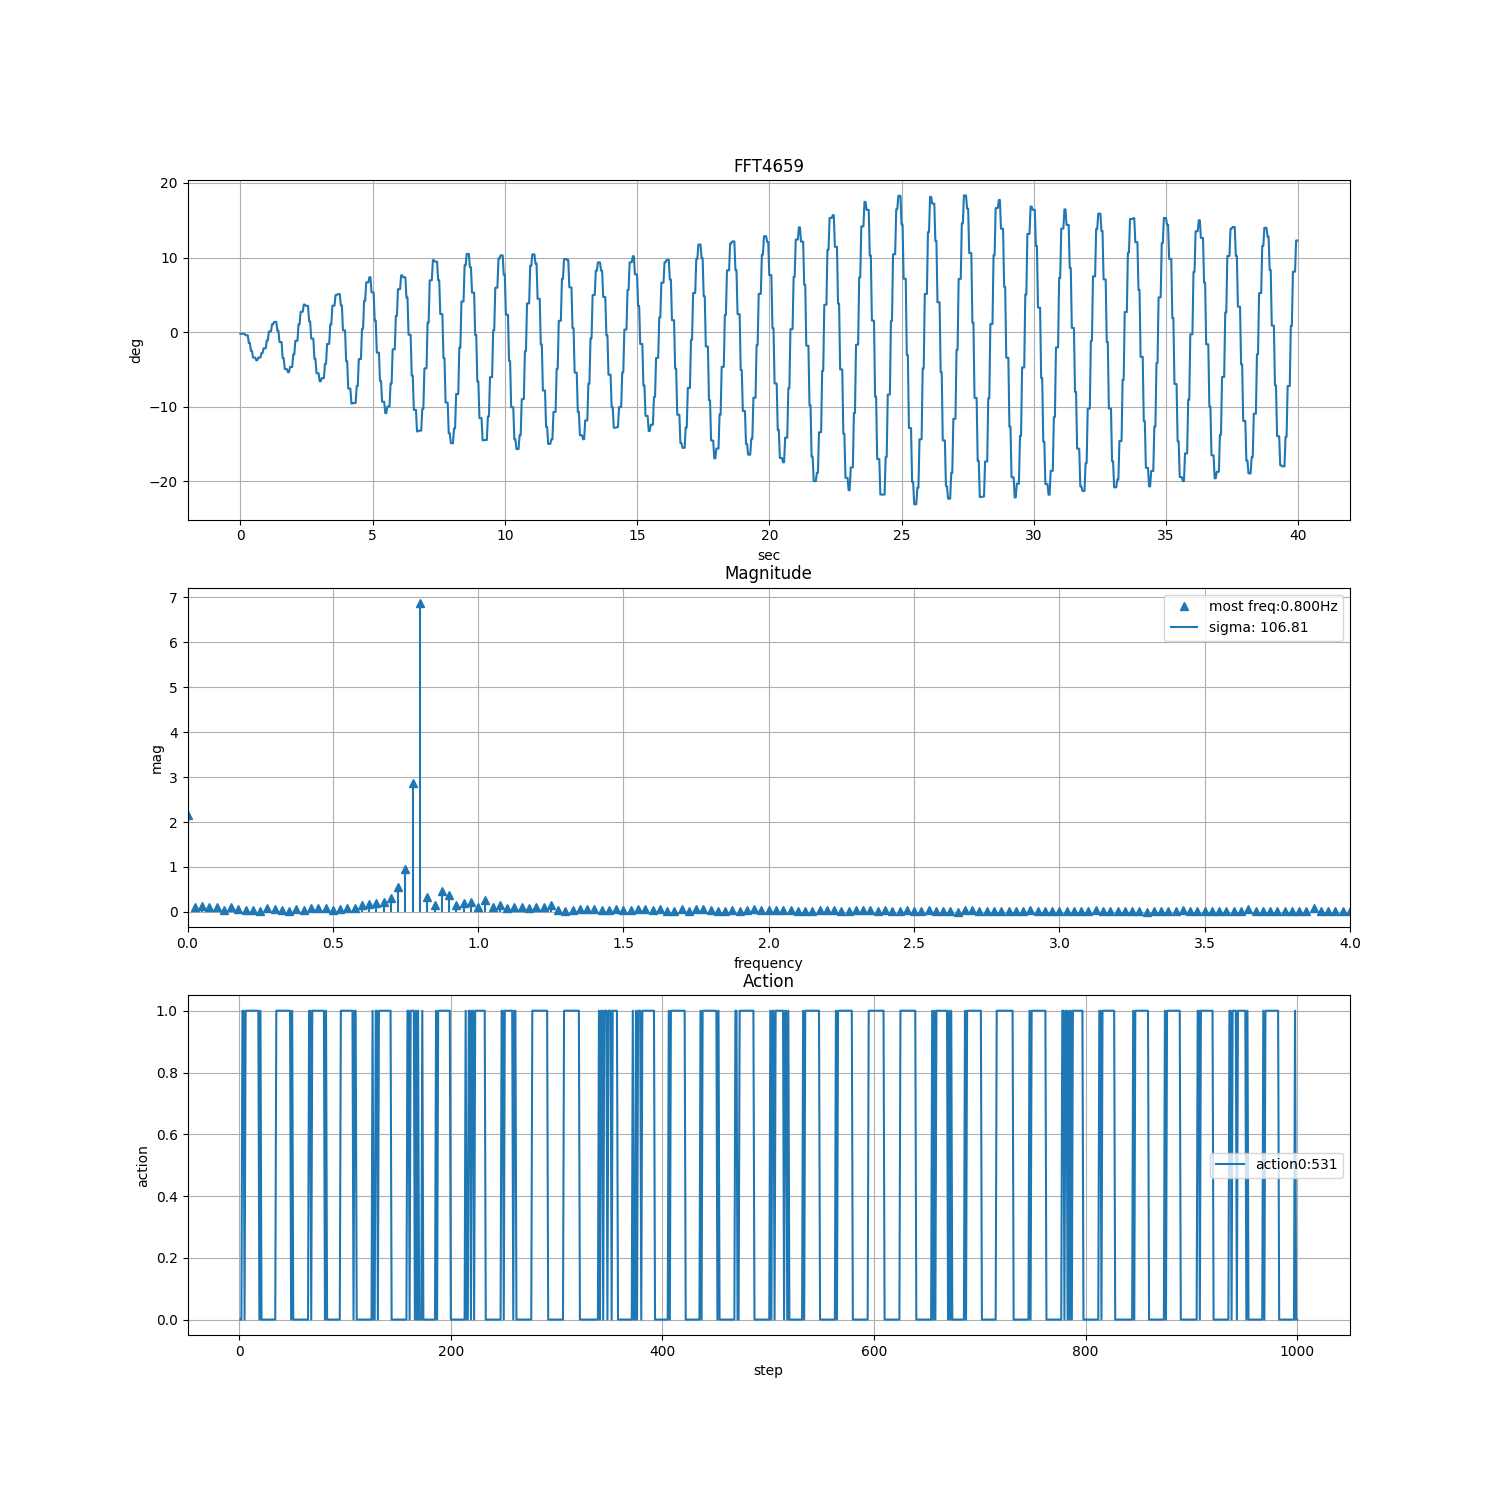 FFT4659
20
10
0
−10
−20
deg
0 5 10 15 20 25 30 35 40
sec
Magnitude
7
6
5
4
3
2
1
0
mag
most freq:0.800Hz
sigma: 106.81
0.0 0.5 1.0 1.5 2.0 2.5 3.0 3.5 4.0
frequency
Action
1.0
0.8
0.6
0.4
0.2
0.0
action
action0:531
0 200 400 600 800 1000
step